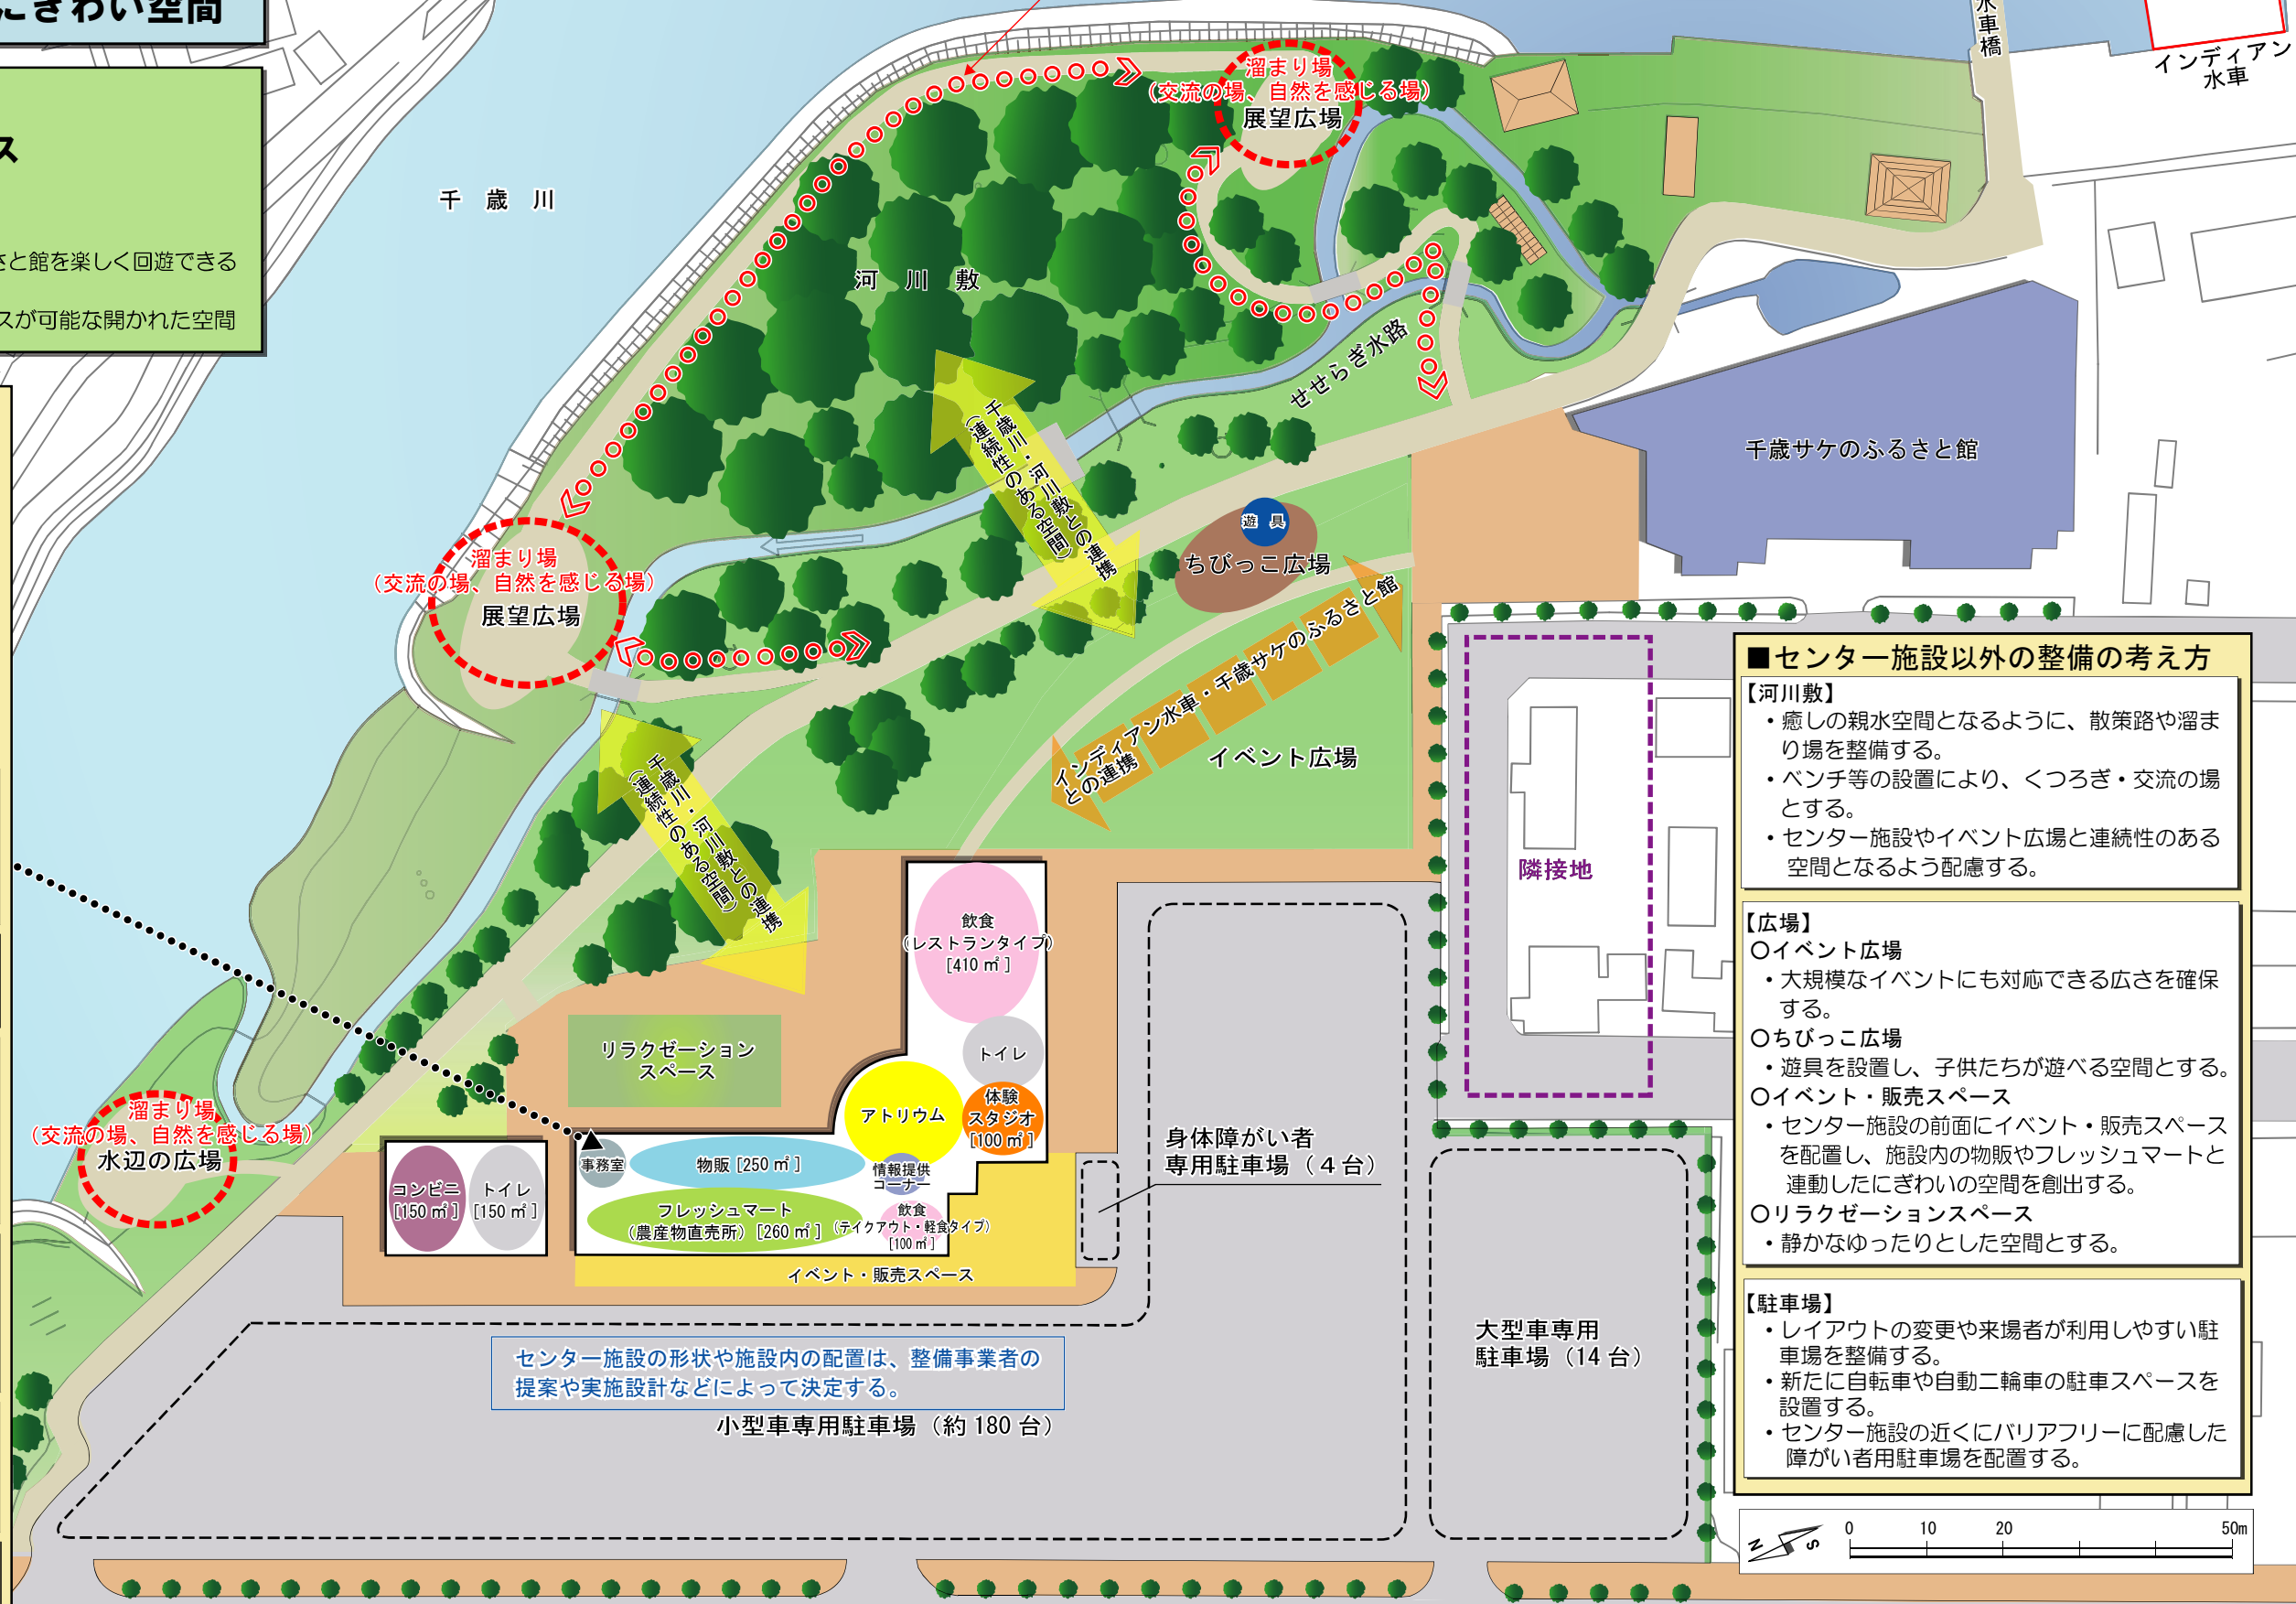 にぎわい空間
ス
さと館を楽しく回遊できる
スが可能な開かれた空間
千歳川
河川敷
溜まり場
(交流の場、自然を感じる場)
展望広場
水車橋
インディアン
水車
せせらぎ水路
千歳サケのふるさと館
千歳川・河川敷との連携
(連続性のある空間)
遊具
ちびっこ広場
溜まり場
(交流の場、自然を感じる場)
展望広場
インディアン水車・千歳サケのふるさと館
との連携
イベント広場
千歳川・河川敷との連携
(連続性のある空間)
隣接地
飲食
(レストランタイプ)
[410㎡]
トイレ
リラクゼーション
スペース
アトリウム
体験
スタジオ
[100㎡]
溜まり場
(交流の場、自然を感じる場)
水辺の広場
コンビニ
[150㎡]
トイレ
[150㎡]
事務室
物販 [250㎡]
情報提供
コーナー
フレッシュマート
(農産物直売所) [260㎡]
飲食
(テイクアウト・軽食タイプ)
[100㎡]
イベント・販売スペース
身体障がい者
専用駐車場(4台)
センター施設の形状や施設内の配置は、整備事業者の
提案や実施設計などによって決定する。
小型車専用駐車場(約180台)
大型車専用
駐車場(14台)
■センター施設以外の整備の考え方
【河川敷】
・癒しの親水空間となるように、散策路や溜ま
り場を整備する。
・ベンチ等の設置により、くつろぎ・交流の場
とする。
・センター施設やイベント広場と連続性のある
空間となるよう配慮する。
【広場】
○イベント広場
・大規模なイベントにも対応できる広さを確保
する。
○ちびっこ広場
・遊具を設置し、子供たちが遊べる空間とする。
○イベント・販売スペース
・センター施設の前面にイベント・販売スペース
を配置し、施設内の物販やフレッシュマートと
連動したにぎわいの空間を創出する。
○リラクゼーションスペース
・静かなゆったりとした空間とする。
【駐車場】
・レイアウトの変更や来場者が利用しやすい駐
車場を整備する。
・新たに自転車や自動二輪車の駐車スペースを
設置する。
・センター施設の近くにバリアフリーに配慮した
障がい者用駐車場を配置する。
N S
0 10 20 50m